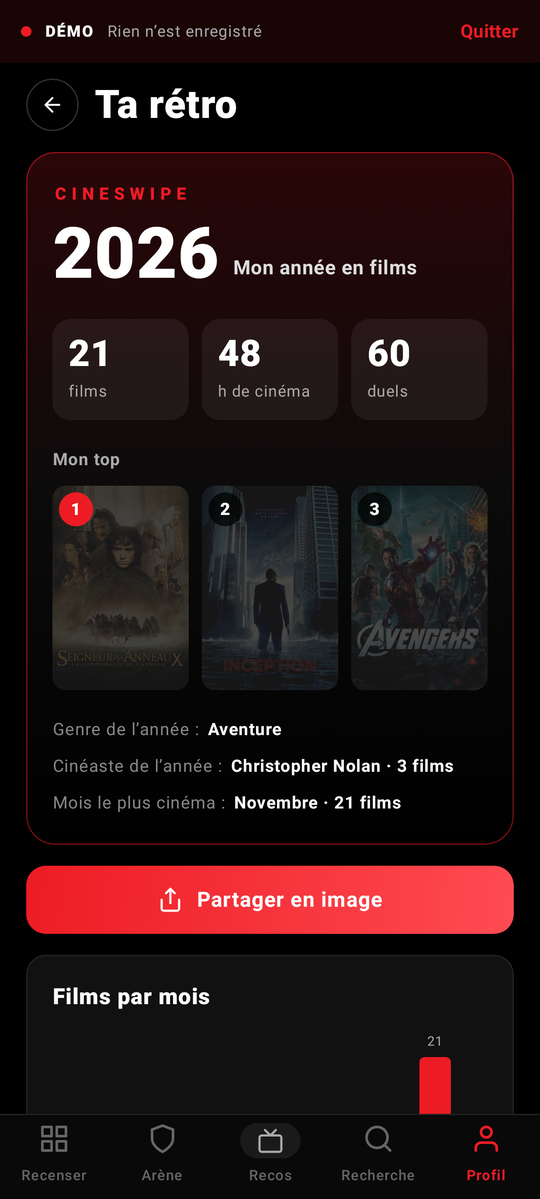 DÉMO Rien n’est enregistré Quitter
Ta rétro
CINESWIPE
2026 Mon année en films
21 48 60
films h de cinéma duels
Mon top
1 2 3
SEIGNEUR DES ANNEAUX
INCEPTION
AVENGERS
Genre de l’année : Aventure
Cinéaste de l’année : Christopher Nolan · 3 films
Mois le plus cinéma : Novembre · 21 films
Partager en image
Films par mois
21
Recenser Arène Recos Recherche Profil